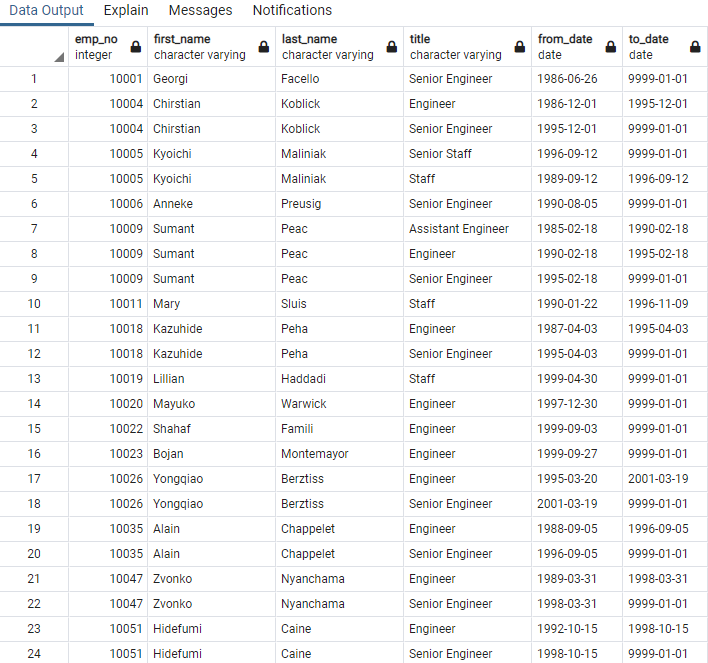 Data Output Explain Messages Notifications
emp_no first_name last_name title from_date to_date
integer character varying character varying character varying date date
1 10001 Georgi Facello Senior Engineer 1986-06-26 9999-01-01
2 10004 Chirstian Koblick Engineer 1986-12-01 1995-12-01
3 10004 Chirstian Koblick Senior Engineer 1995-12-01 9999-01-01
4 10005 Kyoichi Maliniak Senior Staff 1996-09-12 9999-01-01
5 10005 Kyoichi Maliniak Staff 1989-09-12 1996-09-12
6 10006 Anneke Preusig Senior Engineer 1990-08-05 9999-01-01
7 10009 Sumant Peac Assistant Engineer 1985-02-18 1990-02-18
8 10009 Sumant Peac Engineer 1990-02-18 1995-02-18
9 10009 Sumant Peac Senior Engineer 1995-02-18 9999-01-01
10 10011 Mary Sluis Staff 1990-01-22 1996-11-09
11 10018 Kazuhide Peha Engineer 1987-04-03 1995-04-03
12 10018 Kazuhide Peha Senior Engineer 1995-04-03 9999-01-01
13 10019 Lillian Haddadi Staff 1999-04-30 9999-01-01
14 10020 Mayuko Warwick Engineer 1997-12-30 9999-01-01
15 10022 Shahaf Famili Engineer 1999-09-03 9999-01-01
16 10023 Bojan Montemayor Engineer 1999-09-27 9999-01-01
17 10026 Yongqiao Berztiss Engineer 1995-03-20 2001-03-19
18 10026 Yongqiao Berztiss Senior Engineer 2001-03-19 9999-01-01
19 10035 Alain Chappelet Engineer 1988-09-05 1996-09-05
20 10035 Alain Chappelet Senior Engineer 1996-09-05 9999-01-01
21 10047 Zvonko Nyanchama Engineer 1989-03-31 1998-03-31
22 10047 Zvonko Nyanchama Senior Engineer 1998-03-31 9999-01-01
23 10051 Hidefumi Caine Engineer 1992-10-15 1998-10-15
24 10051 Hidefumi Caine Senior Engineer 1998-10-15 9999-01-01